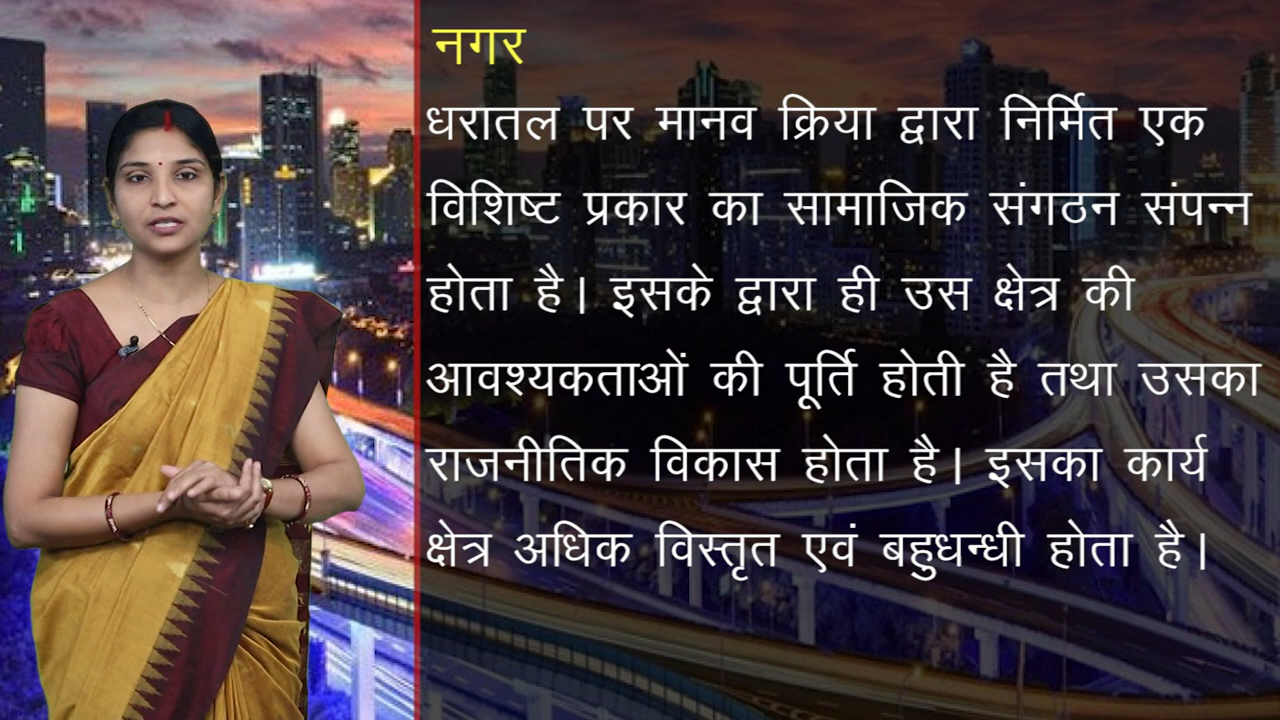 नगर
धरातल पर मानव क्रिया द्वारा निर्मित एक
विशिष्ट प्रकार का सामाजिक संगठन सपन्न
होता है। इसके द्वारा ही उस क्षेत्र की
आवश्यकताओं की पूर्ति होती है तथा उसका
राजनीतिक विकास होता है। इसका कार्य
क्षेत्र अधिक विस्तृत एवं बहुधन्धी होता है।